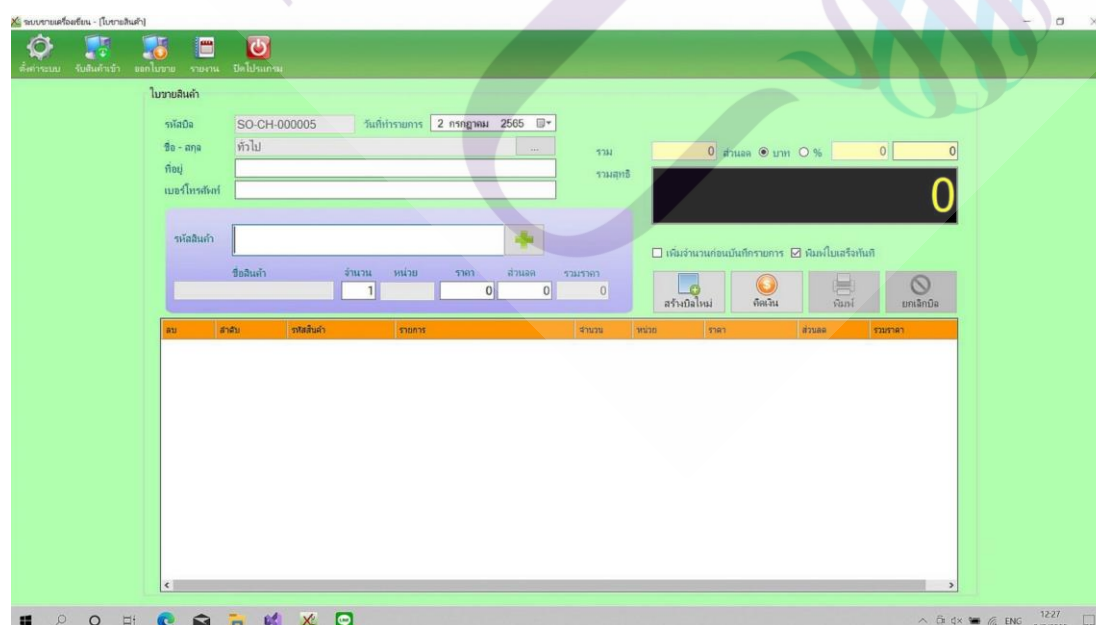 ระบบขายเครื่องเขียน - [ใบขายสินค้า]
ตั้งค่าระบบ รับสินค้าเข้า ออกใบขาย รายงาน ปิดโปรแกรม
ใบขายสินค้า
รหัสบิล SO-CH-000005 วันที่ทำรายการ 2 กรกฎาคม 2565
ชื่อ - สกุล ทั่วไป ...
รวม 0 ส่วนลด บาท % 0 0
ที่อยู่
รวมสุทธิ 0
เบอร์โทรศัพท์
รหัสสินค้า
เพิ่มจำนวนก่อนบันทึกรายการ พิมพ์ใบเสร็จทันที
ชื่อสินค้า จำนวน หน่วย ราคา ส่วนลด รวมราคา
1 0 0 0
สร้างบิลใหม่ คิดเงิน พิมพ์ ยกเลิกบิล
ลบ ลำดับ รหัสสินค้า รายการ จำนวน หน่วย ราคา ส่วนลด รวมราคา
ENG 12:27